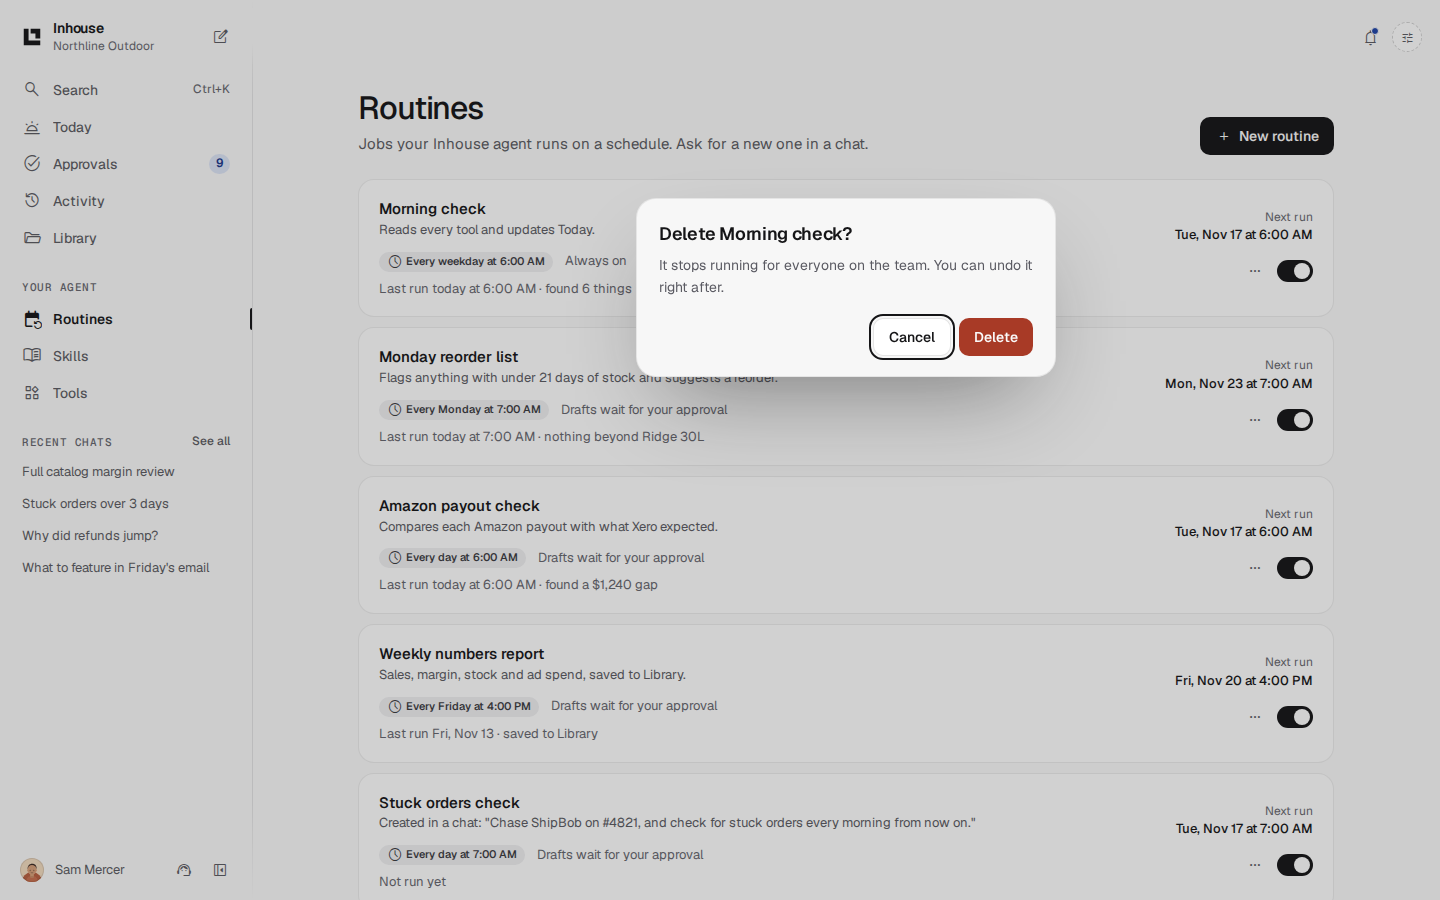 Inhouse
Northline Outdoor
Search
Ctrl+K
Today
Approvals
9
Activity
Library
YOUR AGENT
Routines
Skills
Tools
RECENT CHATS
See all
Full catalog margin review
Stuck orders over 3 days
Why did refunds jump?
What to feature in Friday's email
Sam Mercer
Routines
Jobs your Inhouse agent runs on a schedule. Ask for a new one in a chat.
+ New routine
Morning check
Reads every tool and updates Today.
Every weekday at 6:00 AM
Always on
Last run today at 6:00 AM · found 6 things
Next run
Tue, Nov 17 at 6:00 AM
Delete Morning check?
It stops running for everyone on the team. You can undo it
right after.
Cancel
Delete
Monday reorder list
Flags anything with under 21 days of stock and suggests a reorder.
Every Monday at 7:00 AM
Drafts wait for your approval
Last run today at 7:00 AM · nothing beyond Ridge 30L
Next run
Mon, Nov 23 at 7:00 AM
Amazon payout check
Compares each Amazon payout with what Xero expected.
Every day at 6:00 AM
Drafts wait for your approval
Last run today at 6:00 AM · found a $1,240 gap
Next run
Tue, Nov 17 at 6:00 AM
Weekly numbers report
Sales, margin, stock and ad spend, saved to Library.
Every Friday at 4:00 PM
Drafts wait for your approval
Last run Fri, Nov 13 · saved to Library
Next run
Fri, Nov 20 at 4:00 PM
Stuck orders check
Created in a chat: "Chase ShipBob on #4821, and check for stuck orders every morning from now on."
Every day at 7:00 AM
Drafts wait for your approval
Not run yet
Next run
Tue, Nov 17 at 7:00 AM